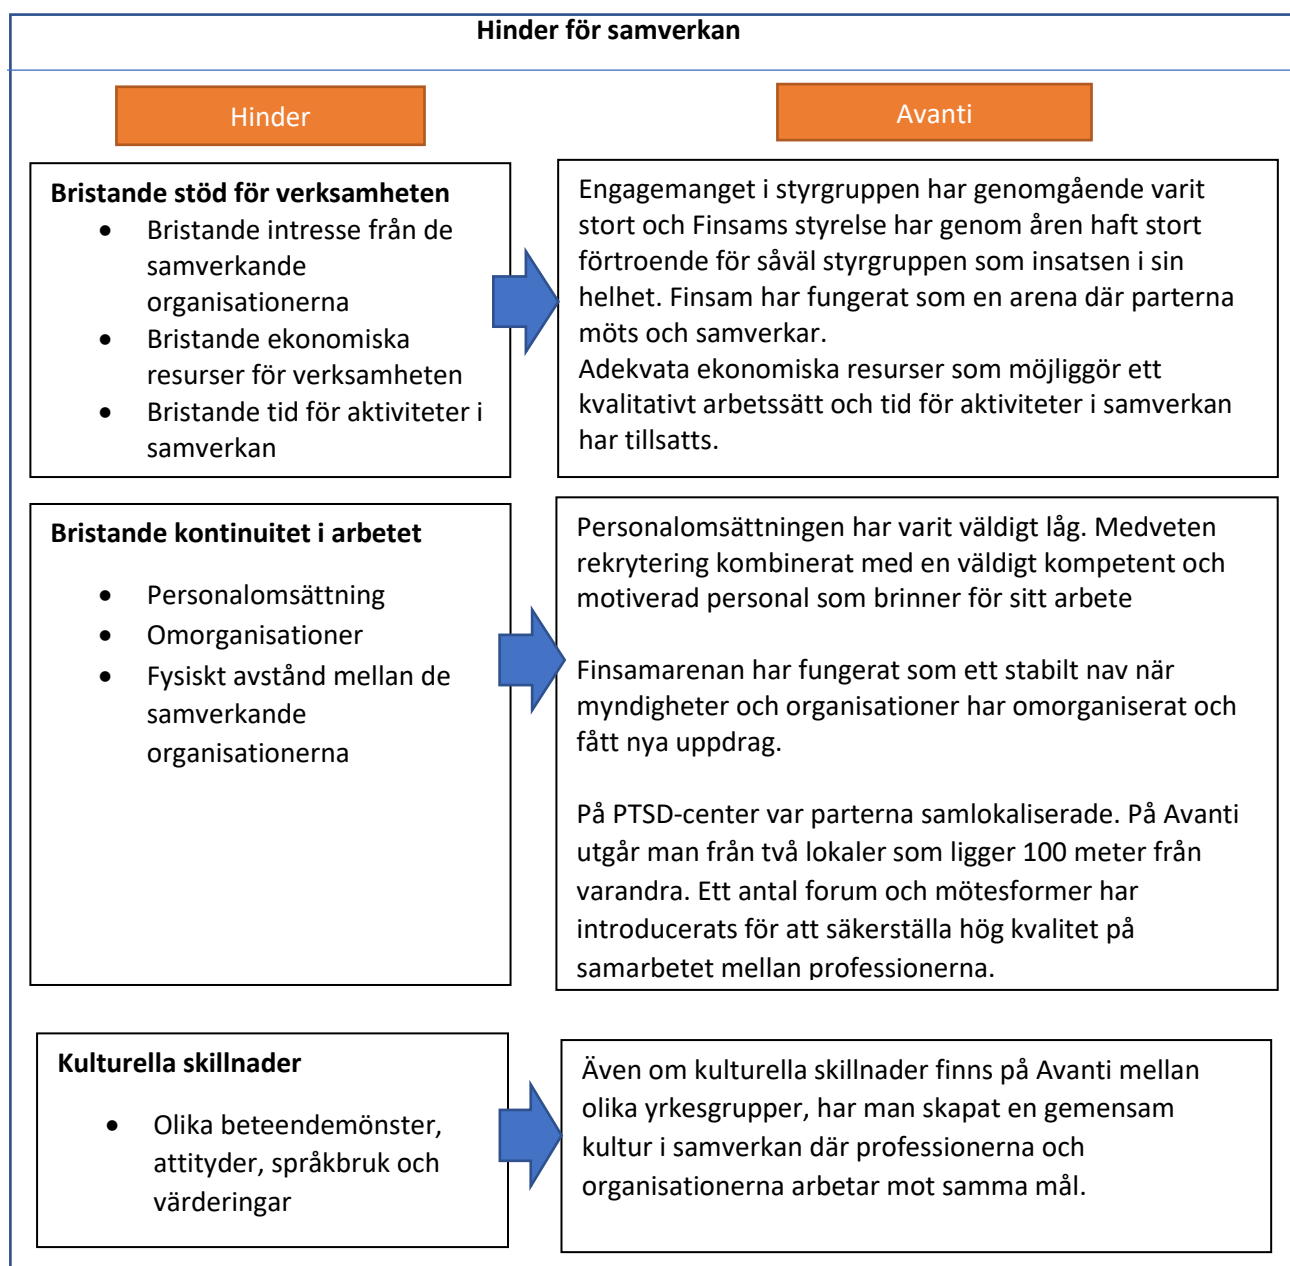 Hinder för samverkan
Hinder
Avanti
Bristande stöd för verksamheten
• Bristande intresse från de
samverkande
organisationerna
• Bristande ekonomiska
resurser för verksamheten
• Bristande tid för aktiviteter i
samverkan
Engagemanget i styrgruppen har genomgående varit
stort och Finsams styrelse har genom åren haft stort
förtroende för såväl styrgruppen som insatsen i sin
helhet. Finsam har fungerat som en arena där parterna
möts och samverkar.
Adekvata ekonomiska resurser som möjliggör ett
kvalitativt arbetssätt och tid för aktiviteter i samverkan
har tillsatts.
Bristande kontinuitet i arbetet
• Personalomsättning
• Omorganisationer
• Fysiskt avstånd mellan de
samverkande
organisationerna
Personalomsättningen har varit väldigt låg. Medveten
rekrytering kombinerat med en väldigt kompetent och
motiverad personal som brinner för sitt arbete
Finsamarenan har fungerat som ett stabilt nav när
myndigheter och organisationer har omorganiserat och
fått nya uppdrag.
På PTSD-center var parterna samlokaliserade. På Avanti
utgår man från två lokaler som ligger 100 meter från
varandra. Ett antal forum och mötesformer har
introducerats för att säkerställa hög kvalitet på
samarbetet mellan professionerna.
Kulturella skillnader
• Olika beteendemönster,
attityder, språkbruk och
värderingar
Även om kulturella skillnader finns på Avanti mellan
olika yrkesgrupper, har man skapat en gemensam
kultur i samverkan där professionerna och
organisationerna arbetar mot samma mål.